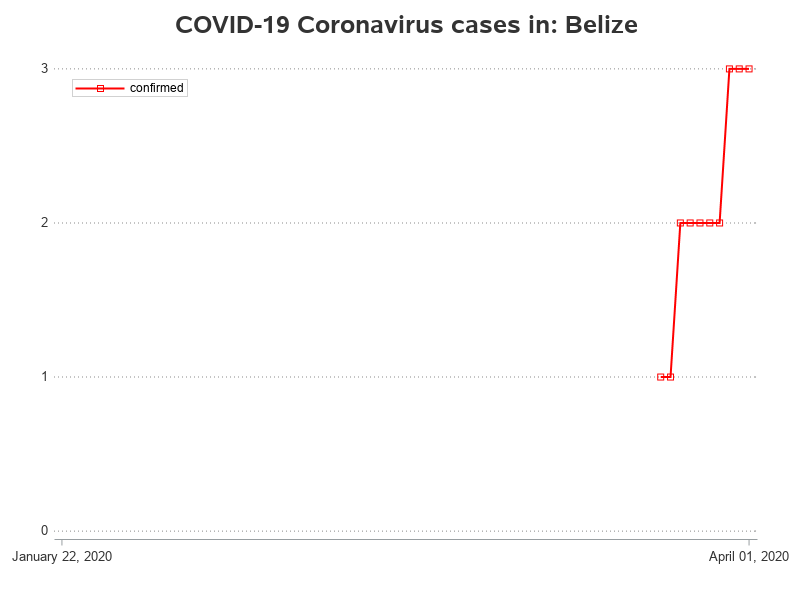 COVID-19 Coronavirus cases in: Belize
3
confirmed
2
1
0
January 22, 2020
April 01, 2020